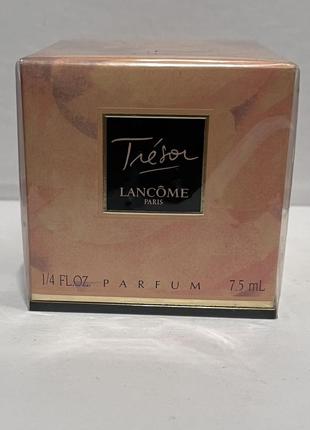 Trésor
LANCÔME
PARIS
1/4 FL.OZ. PARFUM 7.5 mL